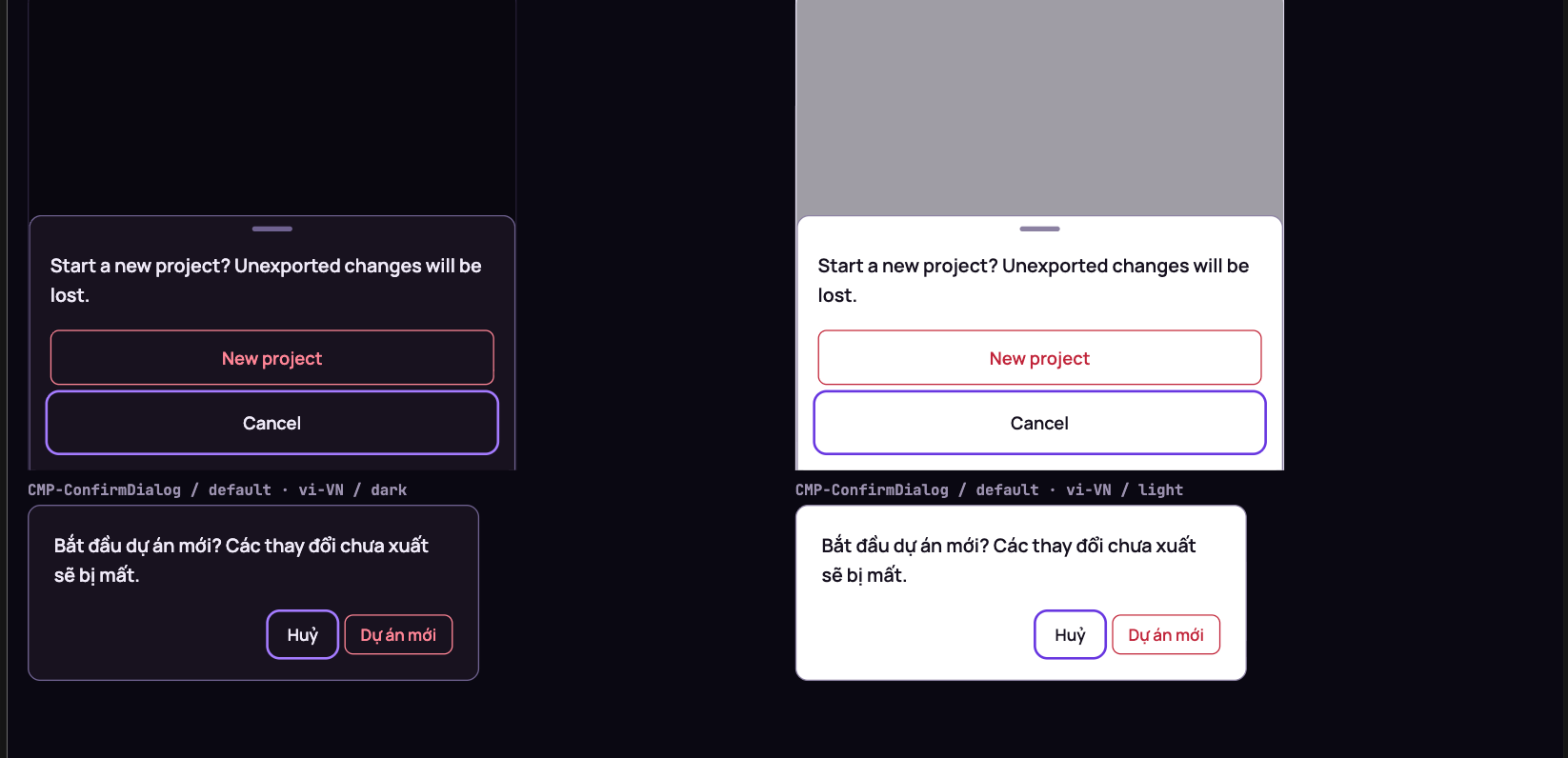 Start a new project? Unexported changes will be
lost.
New project
Cancel
Start a new project? Unexported changes will be
lost.
New project
Cancel
CMP-ConfirmDialog / default · vi-VN / dark
Bắt đầu dự án mới? Các thay đổi chưa xuất
sẽ bị mất.
Huỷ
Dự án mới
CMP-ConfirmDialog / default · vi-VN / light
Bắt đầu dự án mới? Các thay đổi chưa xuất
sẽ bị mất.
Huỷ
Dự án mới